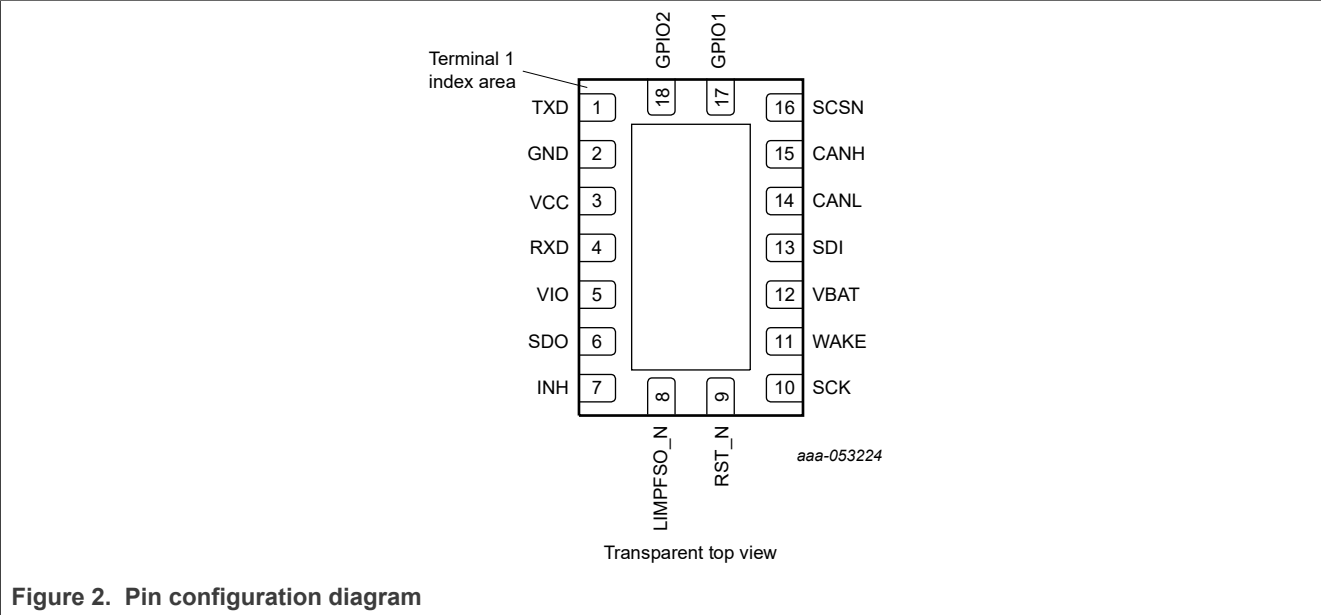 GPIO2
GPIO1
Terminal 1
index area
18
17
TXD 1
16 SCSN
GND 2
15 CANH
VCC 3
14 CANL
RXD 4
13 SDI
VIO 5
12 VBAT
SDO 6
11 WAKE
INH 7
10 SCK
8
9
LIMPFSO_N
RST_N
aaa-053224
Transparent top view
Figure 2. Pin configuration diagram